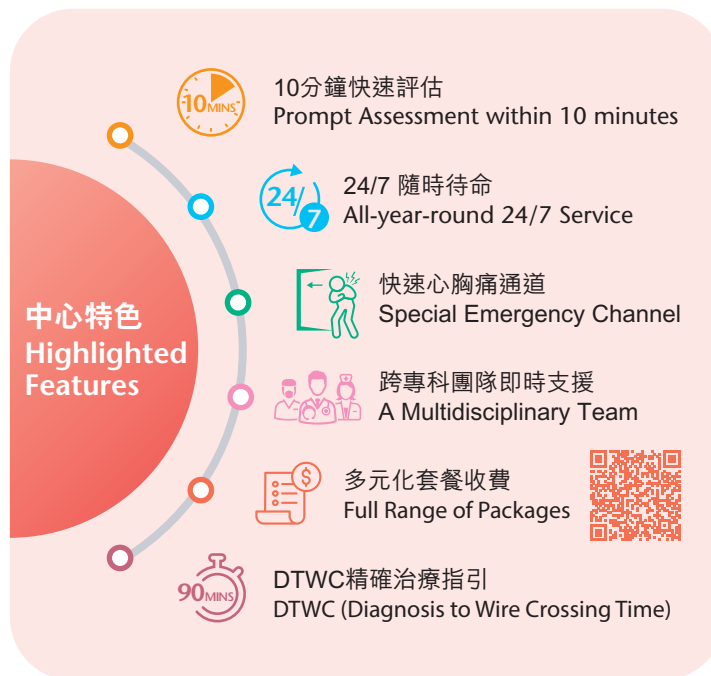 10 MINS
10分鐘快速評估
Prompt Assessment within 10 minutes
24/7
24/7 隨時待命
All-year-round 24/7 Service
快速心胸痛通道
Special Emergency Channel
中心特色
Highlighted
Features
跨專科團隊即時支援
A Multidisciplinary Team
$
多元化套餐收費
Full Range of Packages
90 MINS
DTWC精確治療指引
DTWC (Diagnosis to Wire Crossing Time)